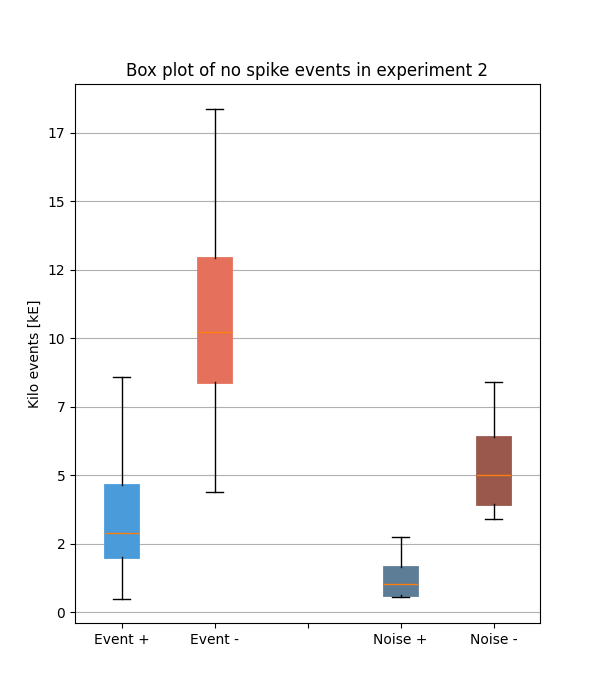 Box plot of no spike events in experiment 2
Kilo events [kE]
17
15
12
10
7
5
2
0
Event +
Event -
Noise +
Noise -